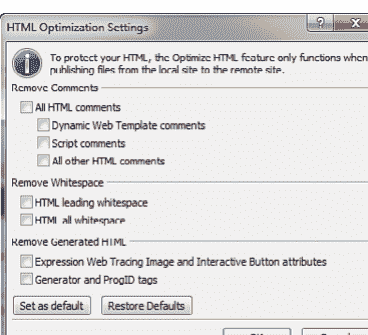 HTML Optimization Settings
To protect your HTML, the Optimize HTML feature only functions when
publishing files from the local site to the remote site.
Remove Comments
All HTML comments
Dynamic Web Template comments
Script comments
All other HTML comments
Remove Whitespace
HTML leading whitespace
HTML all whitespace
Remove Generated HTML
Expression Web Tracing Image and Interactive Button attributes
Generator and ProgID tags
Set as default
Restore Defaults